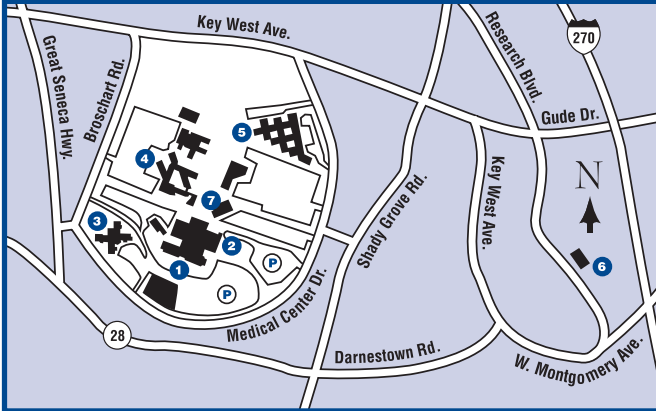 Key West Ave.
Research Blvd.
270
Great Seneca Hwy.
Broschart Rd.
Gude Dr.
5
4
Key West Ave.
N
7
Shady Grove Rd.
3
2
1
P
P
6
Medical Center Dr.
28
Darnestown Rd.
W. Montgomery Ave.